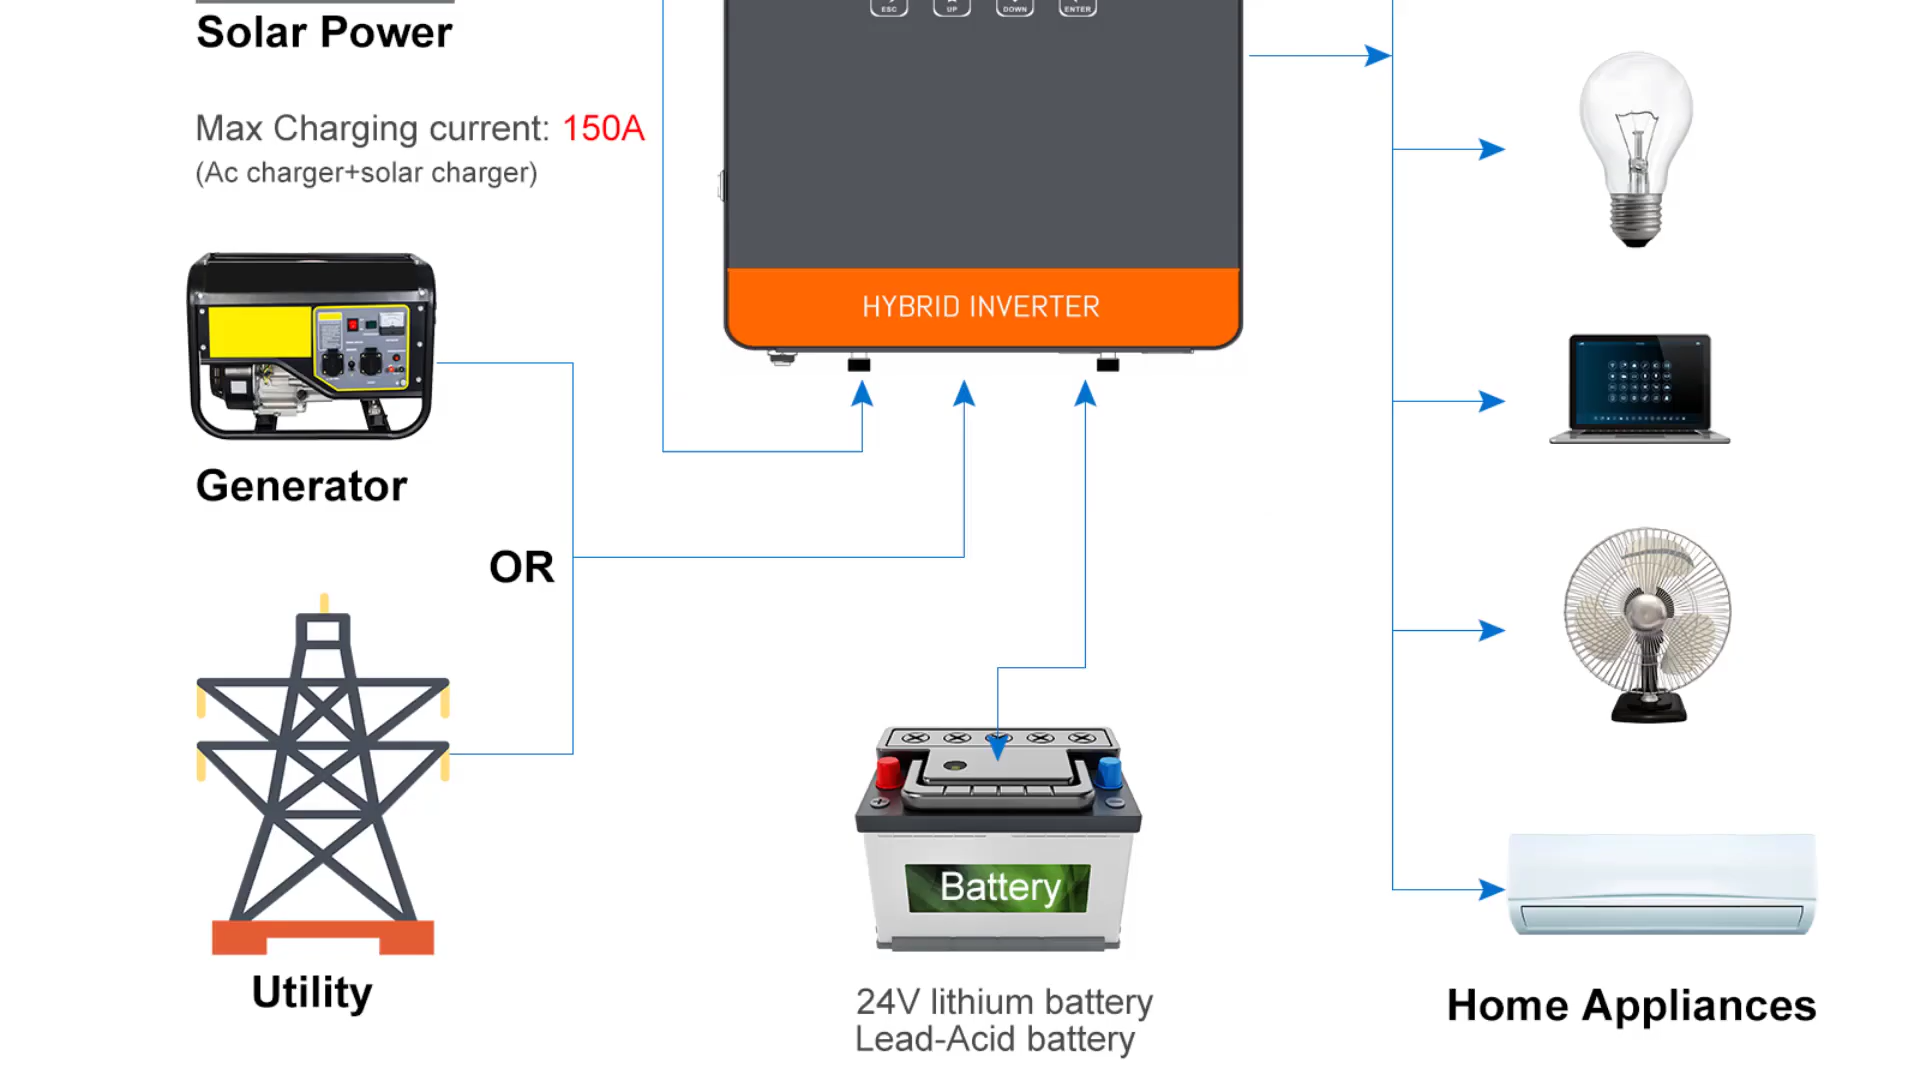 ESC UP DOWN ENTER
Solar Power
Max Charging current: 150A
(Ac charger+solar charger)
HYBRID INVERTER
Generator
OR
Utility
Battery
24V lithium battery
Lead-Acid battery
Home Appliances